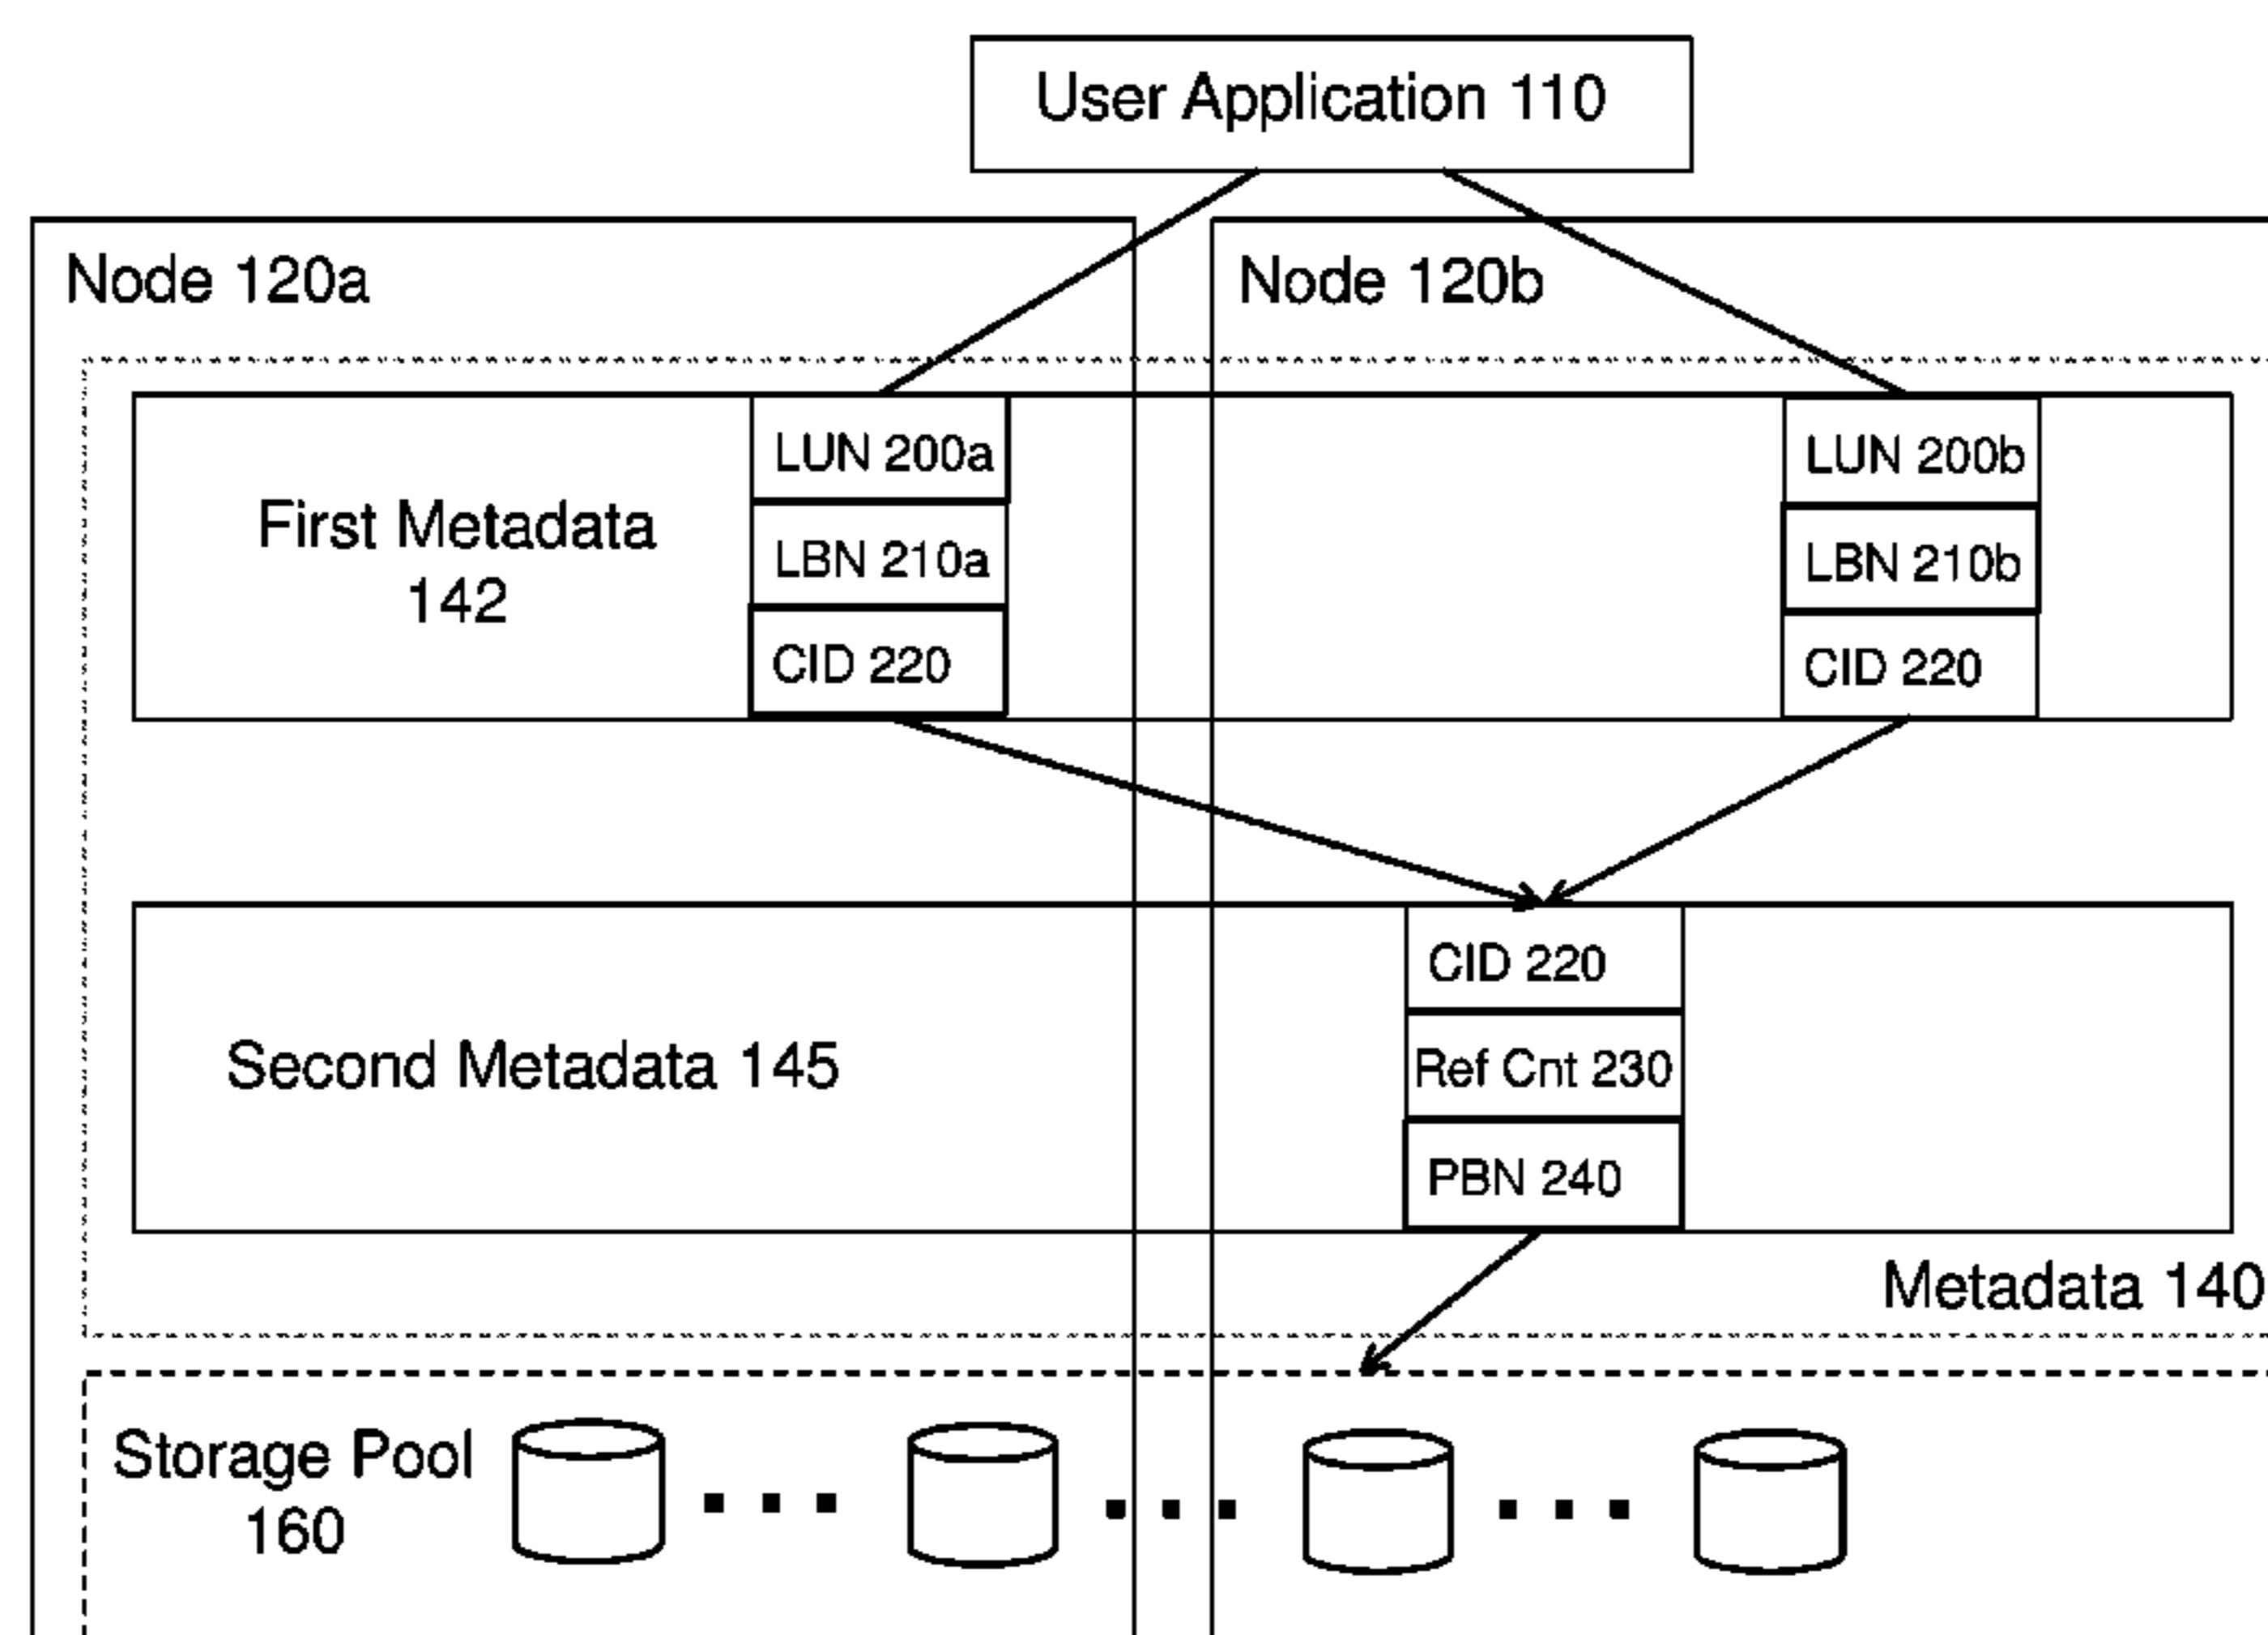 User Application 110
Node 120a
Node 120b
First Metadata
142
LUN 200a
LBN 210a
CID 220
LUN 200b
LBN 210b
CID 220
Second Metadata 145
CID 220
Ref Cnt 230
PBN 240
Metadata 140
Storage Pool
160